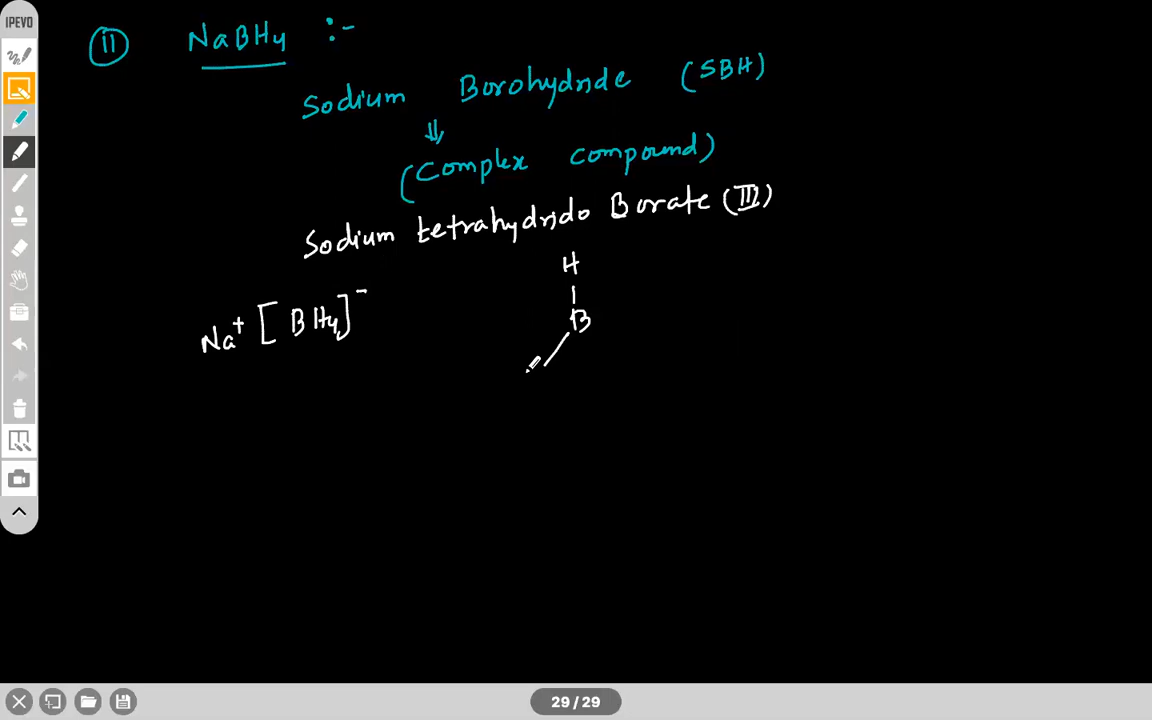 IPEVO
(ii) NaBH4 :-
Sodium Borohydride (SBH)
⇓
(Complex compound)
Sodium tetrahydrido Borate (III)
H
Na+ [BH4]-
B
29 / 29